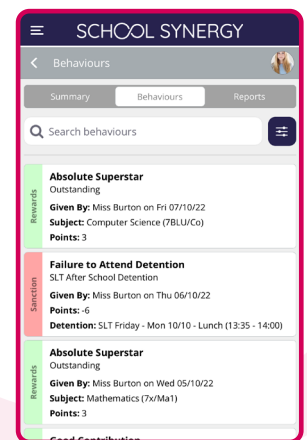 SCHOOL SYNERGY
Behaviours
Summary
Behaviours
Reports
Search behaviours
Rewards
Absolute Superstar
Outstanding
Given By: Miss Burton on Fri 07/10/22
Subject: Computer Science (7BLU/Co)
Points: 3
Sanction
Failure to Attend Detention
SLT After School Detention
Given By: Miss Burton on Thu 06/10/22
Points: -6
Detention: SLT Friday - Mon 10/10 - Lunch (13:35 - 14:00)
Rewards
Absolute Superstar
Outstanding
Given By: Miss Burton on Wed 05/10/22
Subject: Mathematics (7x/Ma1)
Points: 3
Good Contribution